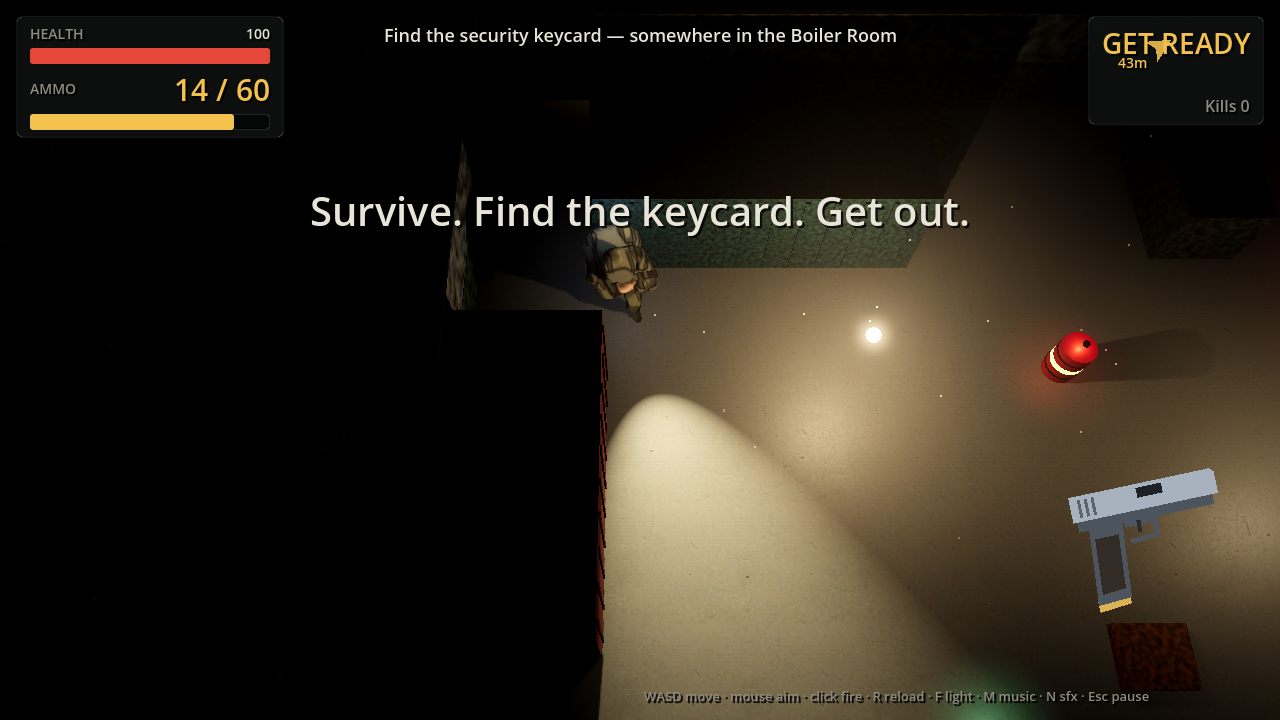 HEALTH 100
AMMO 14 / 60
Find the security keycard — somewhere in the Boiler Room
GET READY
43m
Kills 0
Survive. Find the keycard. Get out.
WASD move · mouse aim · click fire · R reload · F light · M music · N sfx · Esc pause